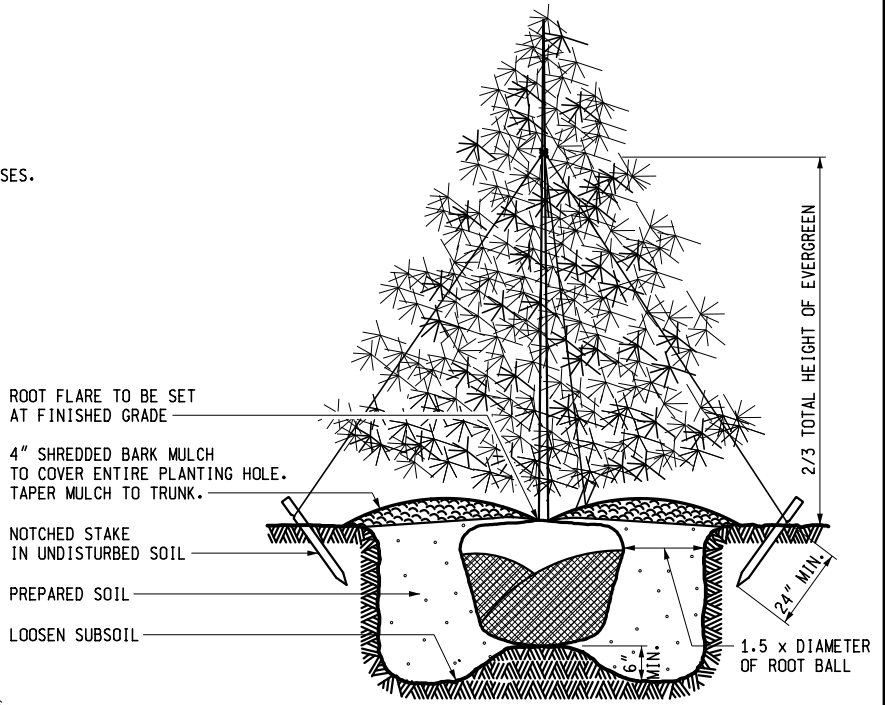 SES.
2/3 TOTAL HEIGHT OF EVERGREEN
ROOT FLARE TO BE SET
AT FINISHED GRADE
4" SHREDDED BARK MULCH
TO COVER ENTIRE PLANTING HOLE.
TAPER MULCH TO TRUNK.
NOTCHED STAKE
IN UNDISTURBED SOIL
PREPARED SOIL
LOOSEN SUBSOIL
24" MIN.
6"
MIN.
1.5 x DIAMETER
OF ROOT BALL